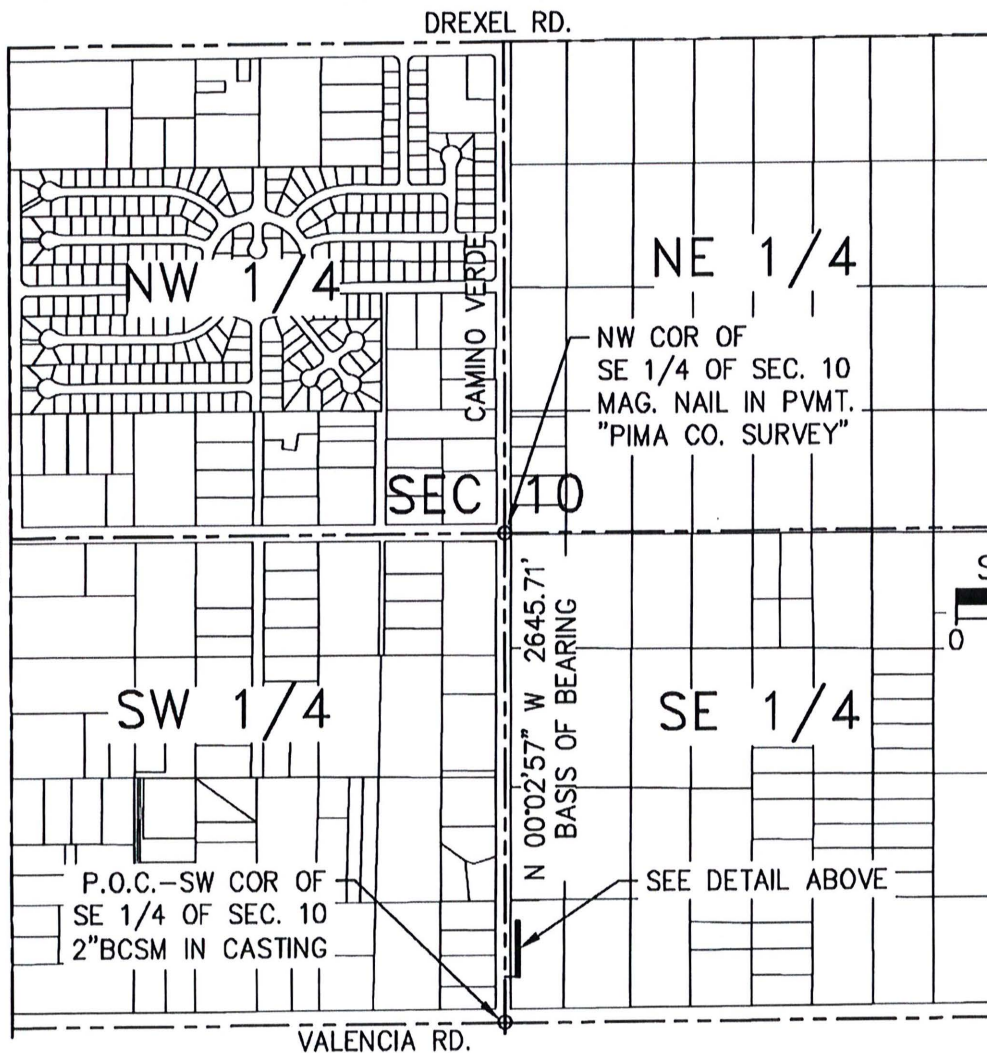 DREXEL RD.
NW 1/4
CAMINO VERDE
NE 1/4
NW COR OF
SE 1/4 OF SEC. 10
MAG. NAIL IN PVMT.
"PIMA CO. SURVEY"
SEC 10
N 00°02'57" W 2645.71'
BASIS OF BEARING
0
SW 1/4
SE 1/4
P.O.C.-SW COR OF
SE 1/4 OF SEC. 10
2"BCSM IN CASTING
SEE DETAIL ABOVE
VALENCIA RD.